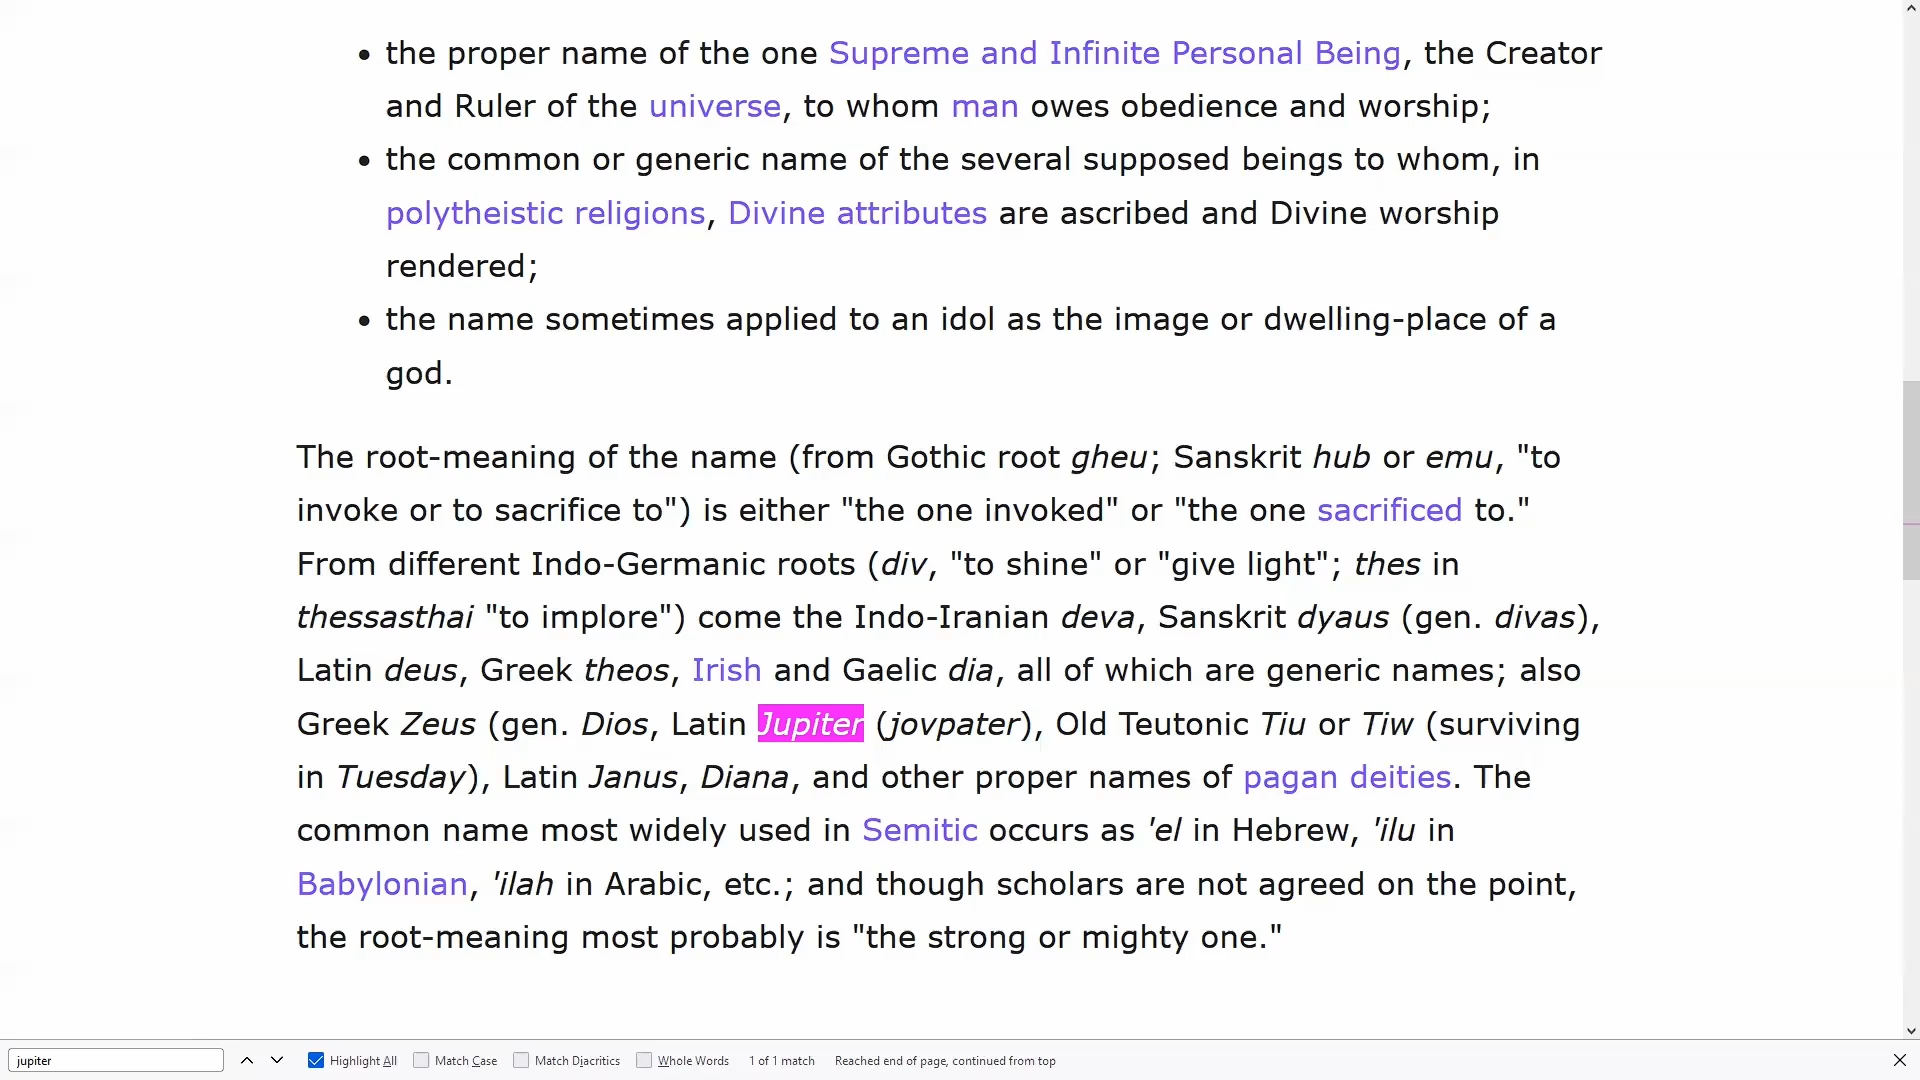 • the proper name of the one Supreme and Infinite Personal Being, the Creator
and Ruler of the universe, to whom man owes obedience and worship;
• the common or generic name of the several supposed beings to whom, in
polytheistic religions, Divine attributes are ascribed and Divine worship
rendered;
• the name sometimes applied to an idol as the image or dwelling-place of a
god.
The root-meaning of the name (from Gothic root gheu; Sanskrit hub or emu, "to
invoke or to sacrifice to") is either "the one invoked" or "the one sacrificed to."
From different Indo-Germanic roots (div, "to shine" or "give light"; thes in
thessasthai "to implore") come the Indo-Iranian deva, Sanskrit dyaus (gen. divas),
Latin deus, Greek theos, Irish and Gaelic dia, all of which are generic names; also
Greek Zeus (gen. Dios, Latin Jupiter (jovpater), Old Teutonic Tiu or Tiw (surviving
in Tuesday), Latin Janus, Diana, and other proper names of pagan deities. The
common name most widely used in Semitic occurs as 'el in Hebrew, 'ilu in
Babylonian, 'ilah in Arabic, etc.; and though scholars are not agreed on the point,
the root-meaning most probably is "the strong or mighty one."
jupiter Highlight All Match Case Match Diacritics Whole Words 1 of 1 match Reached end of page, continued from top